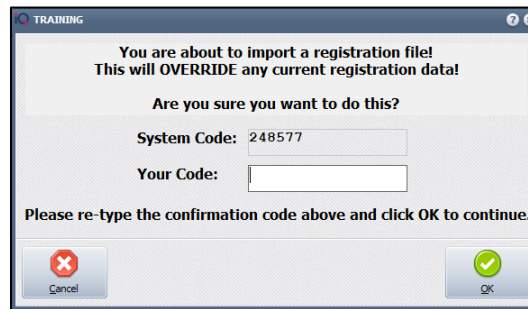 iQ TRAINING
You are about to import a registration file!
This will OVERRIDE any current registration data!
Are you sure you want to do this?
System Code: 248577
Your Code:
Please re-type the confirmation code above and click OK to continue.
Cancel OK